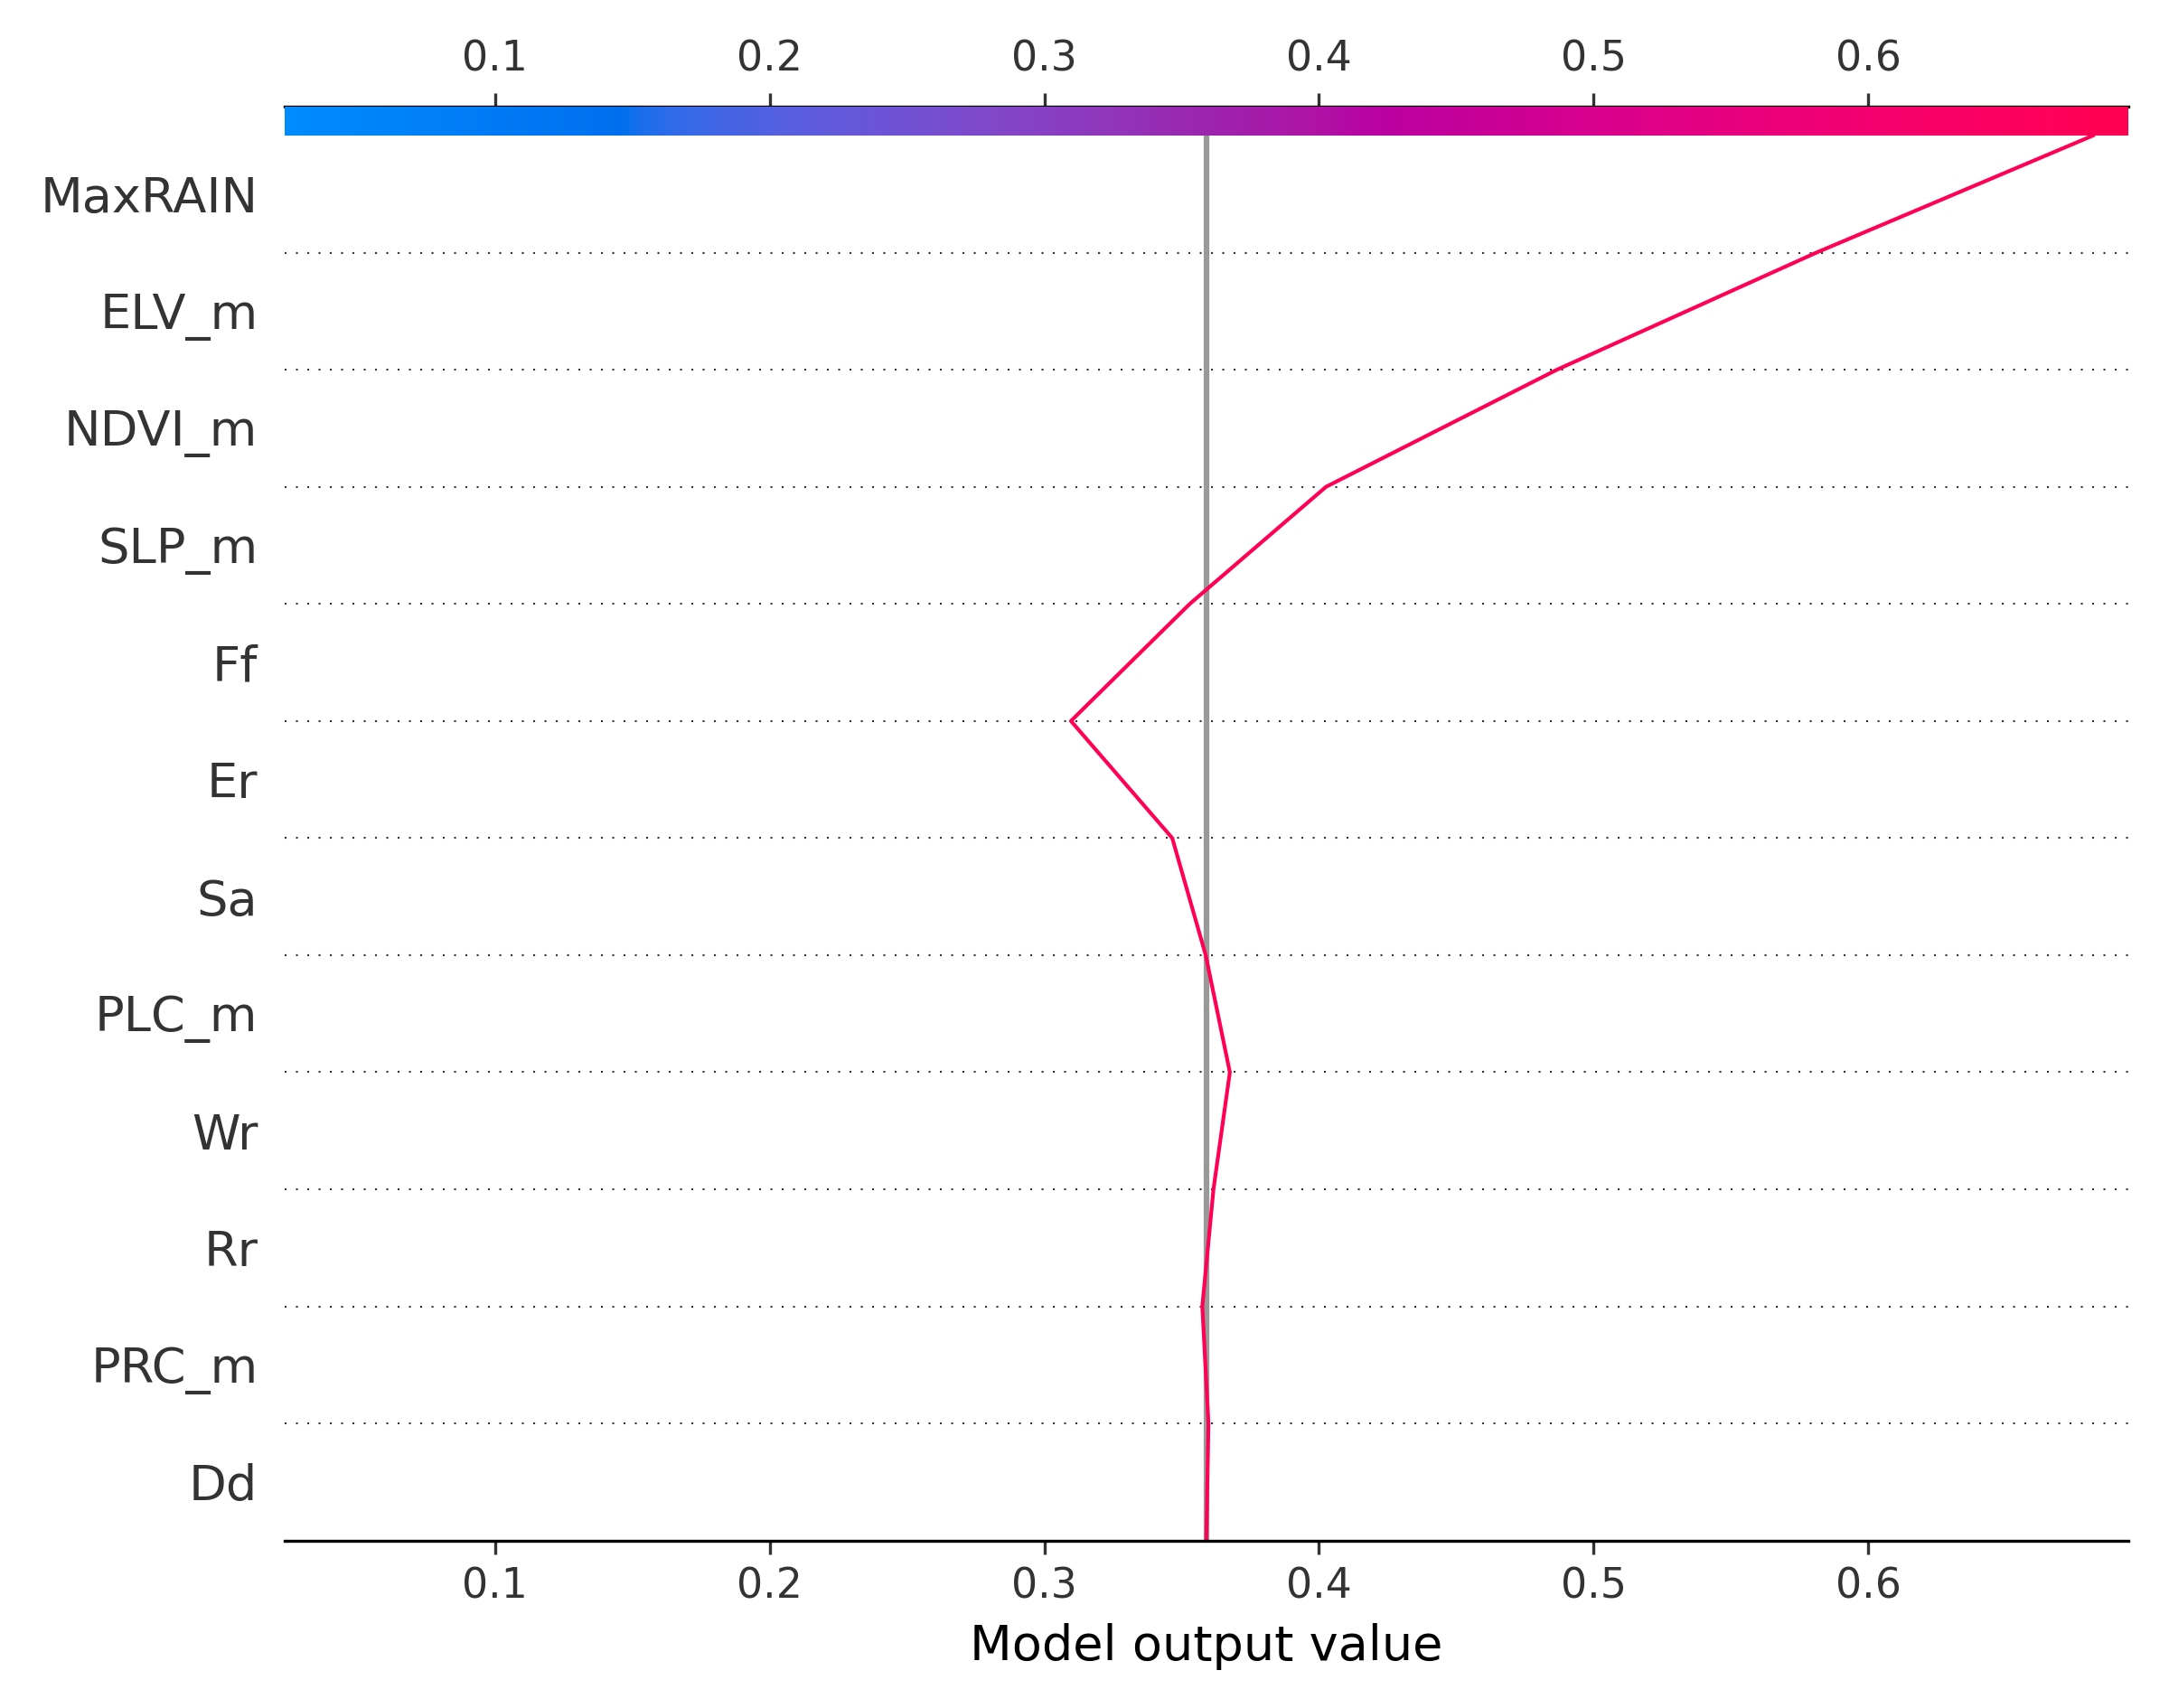 0.1 0.2 0.3 0.4 0.5 0.6
MaxRAIN
ELV_m
NDVI_m
SLP_m
Ff
Er
Sa
PLC_m
Wr
Rr
PRC_m
Dd
0.1 0.2 0.3 0.4 0.5 0.6
Model output value